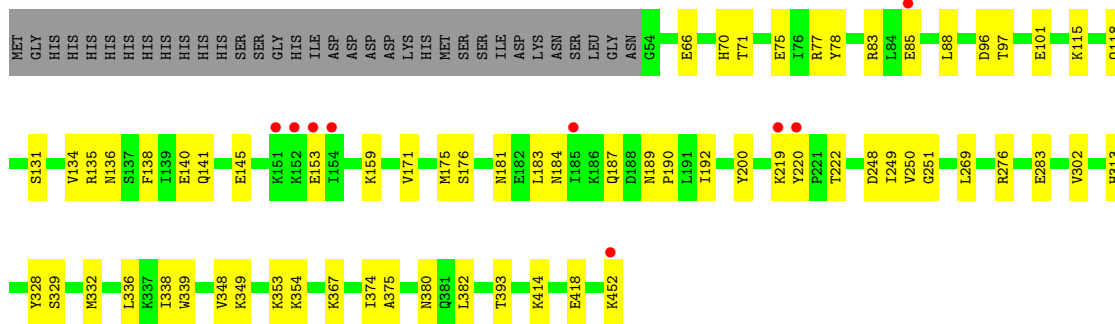 MET GLY HIS HIS HIS HIS HIS HIS HIS HIS HIS HIS SER SER GLY HIS ILE ASP ASP ASP ASP LYS HIS MET SER SER ILE ASP LYS ASN SER LEU GLY ASN G54 E66 H70 T71 E75 I76 R77 Y78 R83 L84 E85 L88 D96 T97 E101 K115 Q118
S131 V134 R135 N136 S137 F138 I139 E140 Q141 E145 K151 K152 E153 I154 K159 V171 M175 S176 N181 E182 L183 N184 I185 K186 Q187 D188 N189 P190 L191 I192 Y200 K219 Y220 P221 T222 D248 I249 V250 G251 L269 R276 E283 V302 H313
Y328 S329 M332 L336 K337 I338 W339 V348 K349 K353 K354 K367 I374 A375 N380 Q381 L382 T393 K414 E418 K452